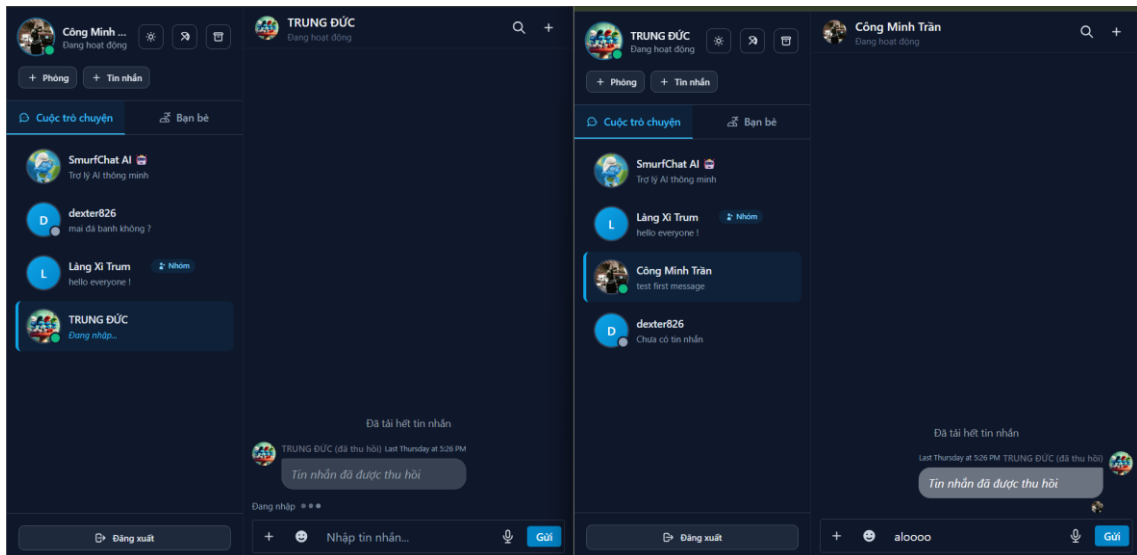 Công Minh ...
Đang hoạt động
+ Phòng
+ Tin nhắn
Cuộc trò chuyện
Bạn bè
SmurfChat AI
Trợ lý AI thông minh
D
dexter826
mai đá banh không ?
L
Làng Xì Trum
Nhóm
hello everyone !
TRUNG ĐỨC
Đang nhập...
Đăng xuất
TRUNG ĐỨC
Đang hoạt động
+
Đã tải hết tin nhắn
TRUNG ĐỨC (đã thu hồi) Last Thursday at 5:26 PM
Tin nhắn đã được thu hồi
Đang nhập
+
Nhập tin nhắn...
Gửi
TRUNG ĐỨC
Đang hoạt động
+ Phòng
+ Tin nhắn
Cuộc trò chuyện
Bạn bè
SmurfChat AI
Trợ lý AI thông minh
L
Làng Xì Trum
Nhóm
hello everyone !
Công Minh Trần
test first message
D
dexter826
Chưa có tin nhắn
Đăng xuất
Công Minh Trần
Đang hoạt động
+
Đã tải hết tin nhắn
Last Thursday at 5:26 PM TRUNG ĐỨC (đã thu hồi)
Tin nhắn đã được thu hồi
+
aloooo
Gửi